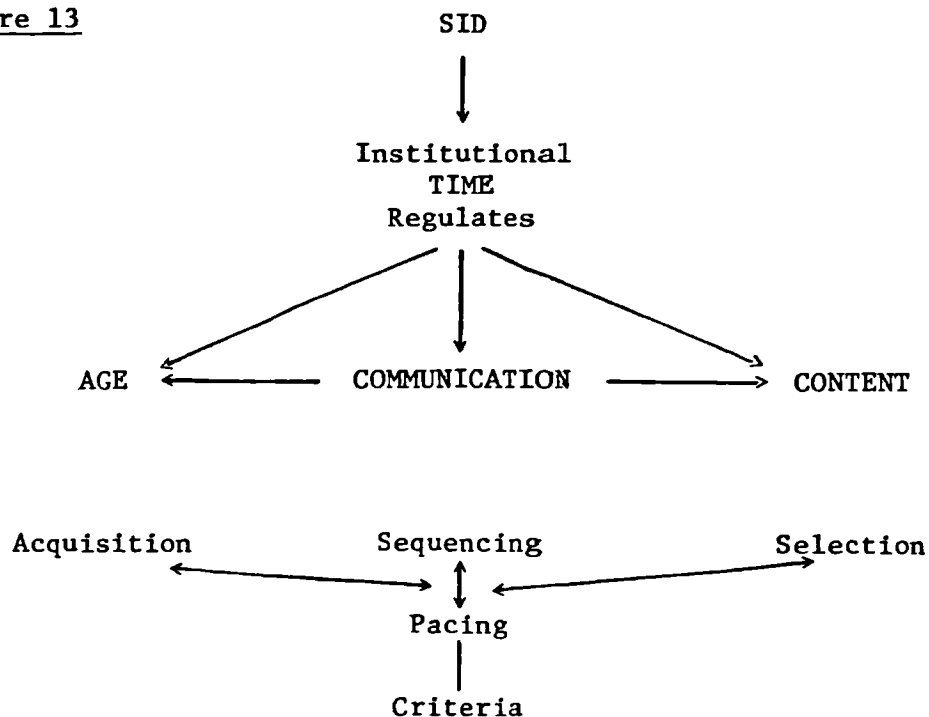 re 13
SID
Institutional
TIME
Regulates
AGE
COMMUNICATION
CONTENT
Acquisition
Sequencing
Selection
Pacing
Criteria